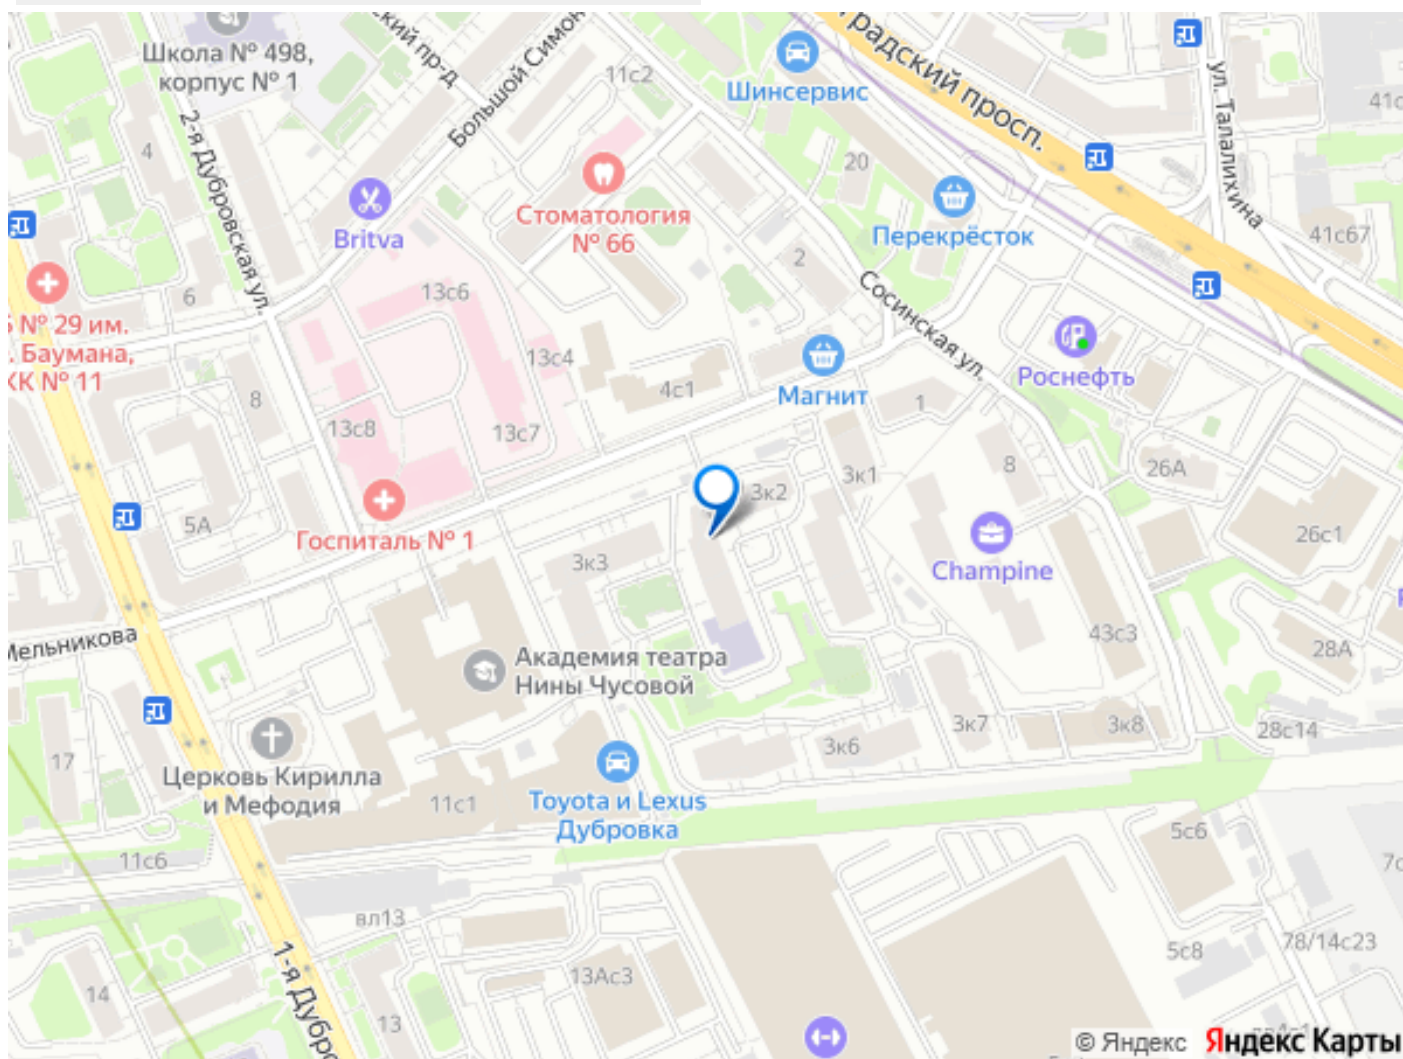 Школа № 498,
корпус № 1
ский пр-д
Большой Симон
11с2
Шинсервис
градский просп.
ул. Талалихина
41с
4
2-я Дубровская ул.
20
Стоматология
№ 66
Britva
Перекрёсток
41с67
2
6
13с6
Сосинская ул.
№ 29 им.
. Баумана,
КК № 11
13с4
Роснефть
4с1
Магнит
8
1
13с8
13с7
3к1
8
26А
3к2
5А
26с1
Госпиталь № 1
3к3
Champine
43с3
Мельникова
28А
Академия театра
Нины Чусовой
3к7
3к8
28с14
17
3к6
Церковь Кирилла
и Мефодия
11с1
Toyota и Lexus
Дубровка
5с6
11с6
7с
вл13
78/14с23
5с8
1-я Дубро
13Ас3
14
13
© Яндекс
Яндекс Карты